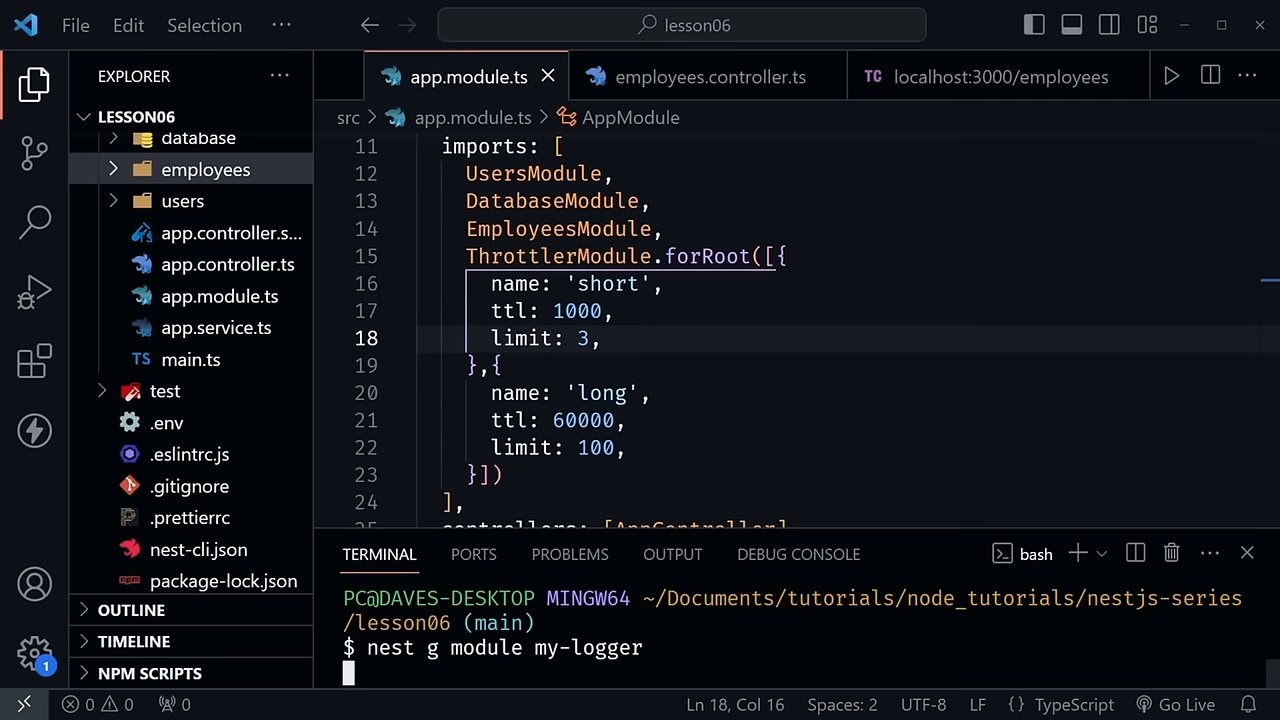 File Edit Selection ··· lesson06
EXPLORER ···
LESSON06
database
employees
users
app.controller.s...
app.controller.ts
app.module.ts
app.service.ts
TS main.ts
test
.env
.eslintrc.js
.gitignore
.prettierrc
nest-cli.json
package-lock.json
OUTLINE
TIMELINE
NPM SCRIPTS
1
app.module.ts employees.controller.ts TC localhost:3000/employees ···
src > app.module.ts > AppModule
11 imports: [
12 UsersModule,
13 DatabaseModule,
14 EmployeesModule,
15 ThrottlerModule.forRoot([{
16 name: 'short',
17 ttl: 1000,
18 limit: 3,
19 },{
20 name: 'long',
21 ttl: 60000,
22 limit: 100,
23 }])
24 ],
25 controllers: [AppController]
TERMINAL PORTS PROBLEMS OUTPUT DEBUG CONSOLE bash ···
PC@DAVES-DESKTOP MINGW64 ~/Documents/tutorials/node_tutorials/nestjs-series
/lesson06 (main)
$ nest g module my-logger
0 0 0 Ln 18, Col 16 Spaces: 2 UTF-8 LF {} TypeScript Go Live